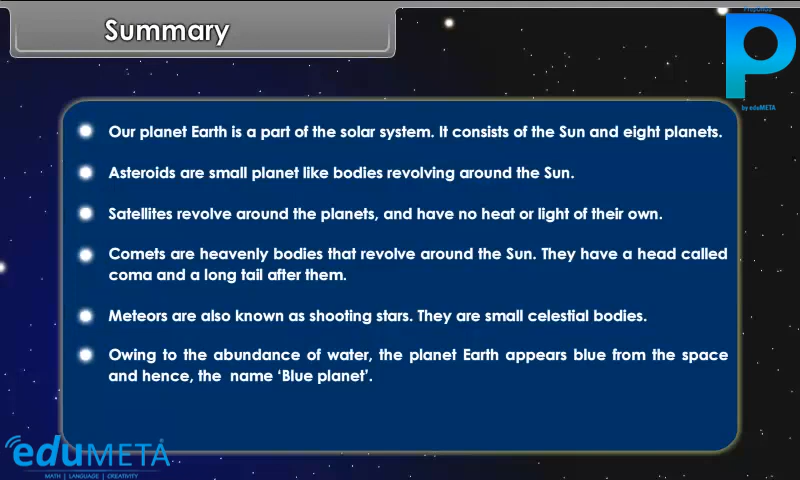 Summary
by eduMETA
Our planet Earth is a part of the solar system. It consists of the Sun and eight planets.
Asteroids are small planet like bodies revolving around the Sun.
Satellites revolve around the planets, and have no heat or light of their own.
Comets are heavenly bodies that revolve around the Sun. They have a head called
coma and a long tail after them.
Meteors are also known as shooting stars. They are small celestial bodies.
Owing to the abundance of water, the planet Earth appears blue from the space
and hence, the name ‘Blue planet’.
eduMETA
MATH | LANGUAGE | CREATIVITY